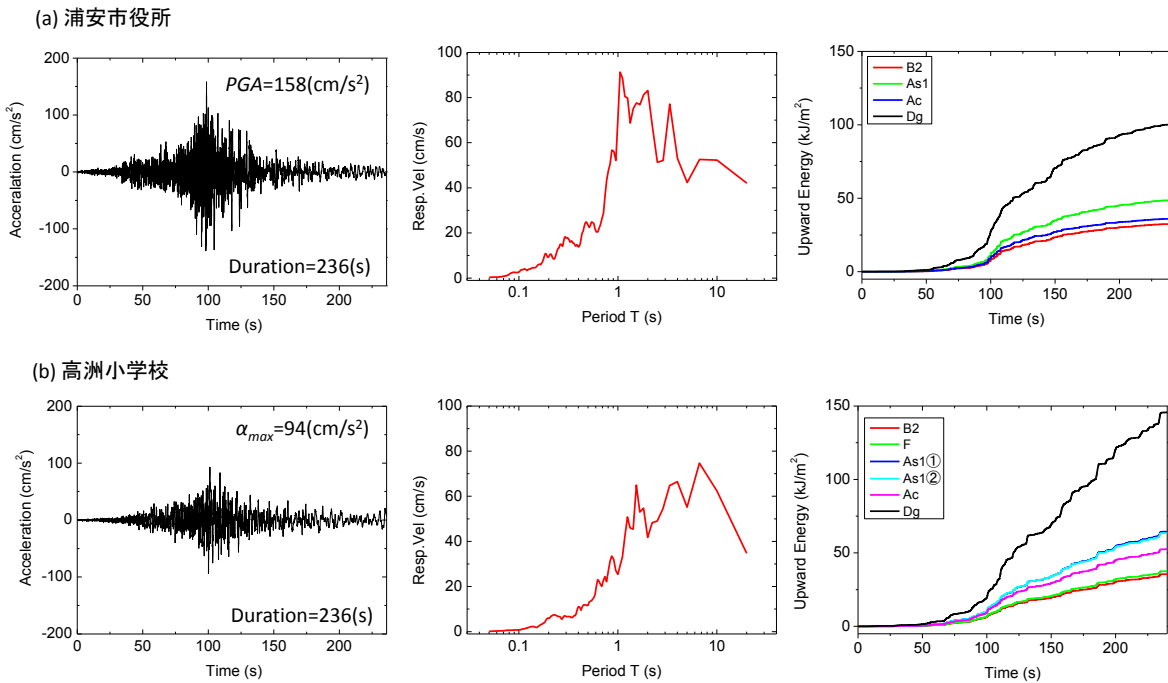 (a) 浦安市役所
200
100
0
-100
-200
0 50 100 150 200
Acceralation (cm/s²)
Time (s)
PGA=158(cm/s²)
Duration=236(s)
100
80
60
40
20
0
0.1 1 10
Resp.Vel (cm/s)
Period T (s)
150
100
50
0
0 50 100 150 200
Upward Energy (kJ/m²)
Time (s)
B2
As1
Ac
Dg
(b) 高洲小学校
200
100
0
-100
-200
0 50 100 150 200
Acceleration (cm/s²)
Time (s)
αmax=94(cm/s²)
Duration=236(s)
100
80
60
40
20
0
0.1 1 10
Resp.Vel (cm/s)
Period T (s)
150
100
50
0
0 50 100 150 200
Upward Energy (kJ/m²)
Time (s)
B2
F
As1①
As1②
Ac
Dg